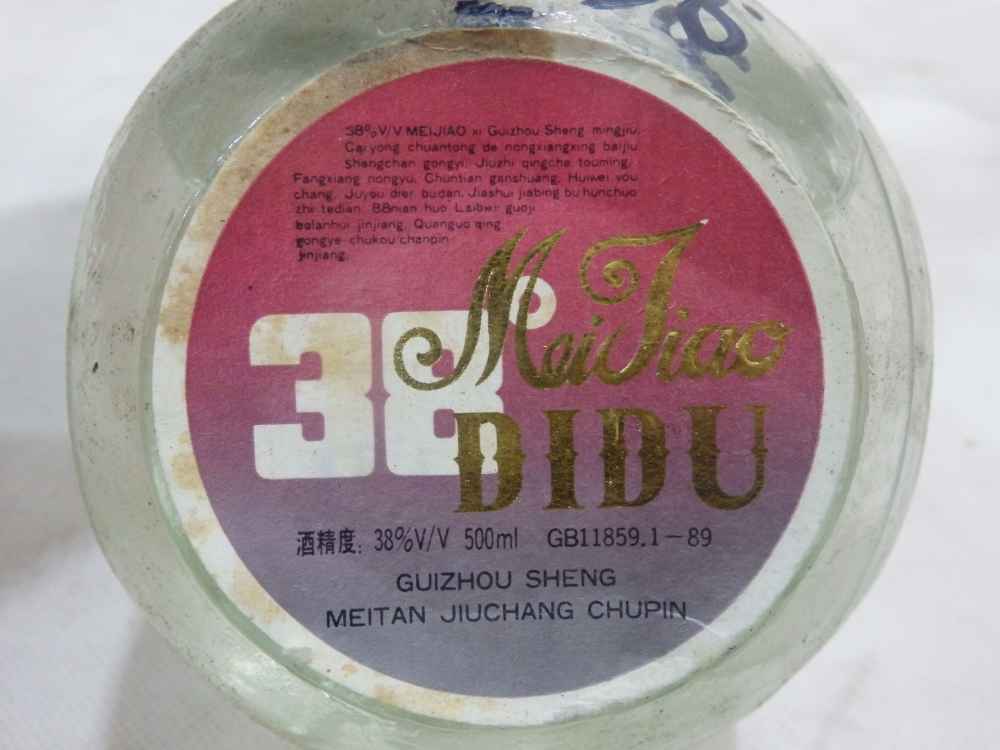 38%V/V MEIJIAO xi Guizhou Sheng mingjiu.
Caiyong chuantong de nongxiangxing baijiu
Shangchan gongyi. Jiuzhi qingche touming,
Fangxiang nongyu. Chuntian ganshuang, Huiwei you
chang. Juyou drer budan. Jiashui jiabing bu hunchuo
zhi tedian. 88nian huo Laibixi guoji
bolanhui jinjiang, Quanguo qing
gongye chukou chanpin
jinjiang.
38°
MeiJiao
DIDU
酒精度: 38%V/V 500ml GB11859.1-89
GUIZHOU SHENG
MEITAN JIUCHANG CHUPIN